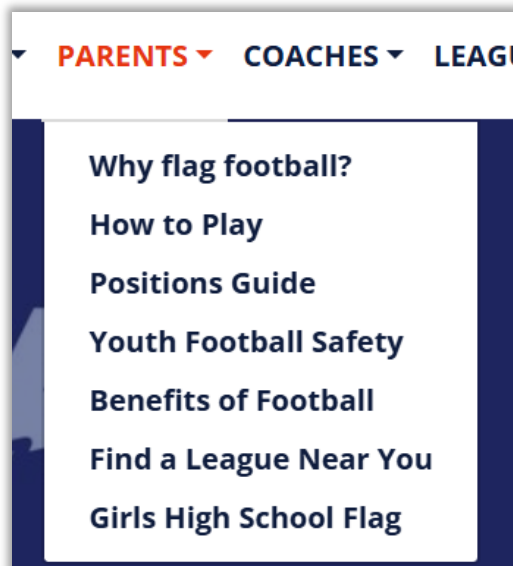 PARENTS COACHES
Why flag football?
How to Play
Positions Guide
Youth Football Safety
Benefits of Football
Find a League Near You
Girls High School Flag